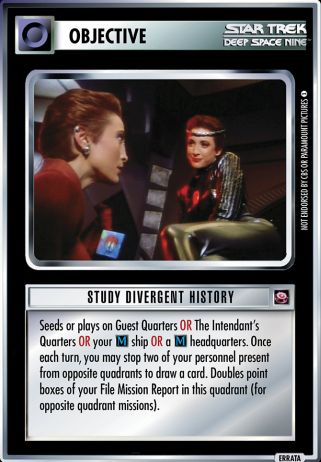 OBJECTIVE
STAR TREK
DEEP SPACE NINE™
NOT ENDORSED BY CBS OR PARAMOUNT PICTURES
STUDY DIVERGENT HISTORY
Seeds or plays on Guest Quarters OR The Intendant's
Quarters OR your M ship OR a M headquarters. Once
each turn, you may stop two of your personnel present
from opposite quadrants to draw a card. Doubles point
boxes of your File Mission Report in this quadrant (for
opposite quadrant missions).
ERRATA